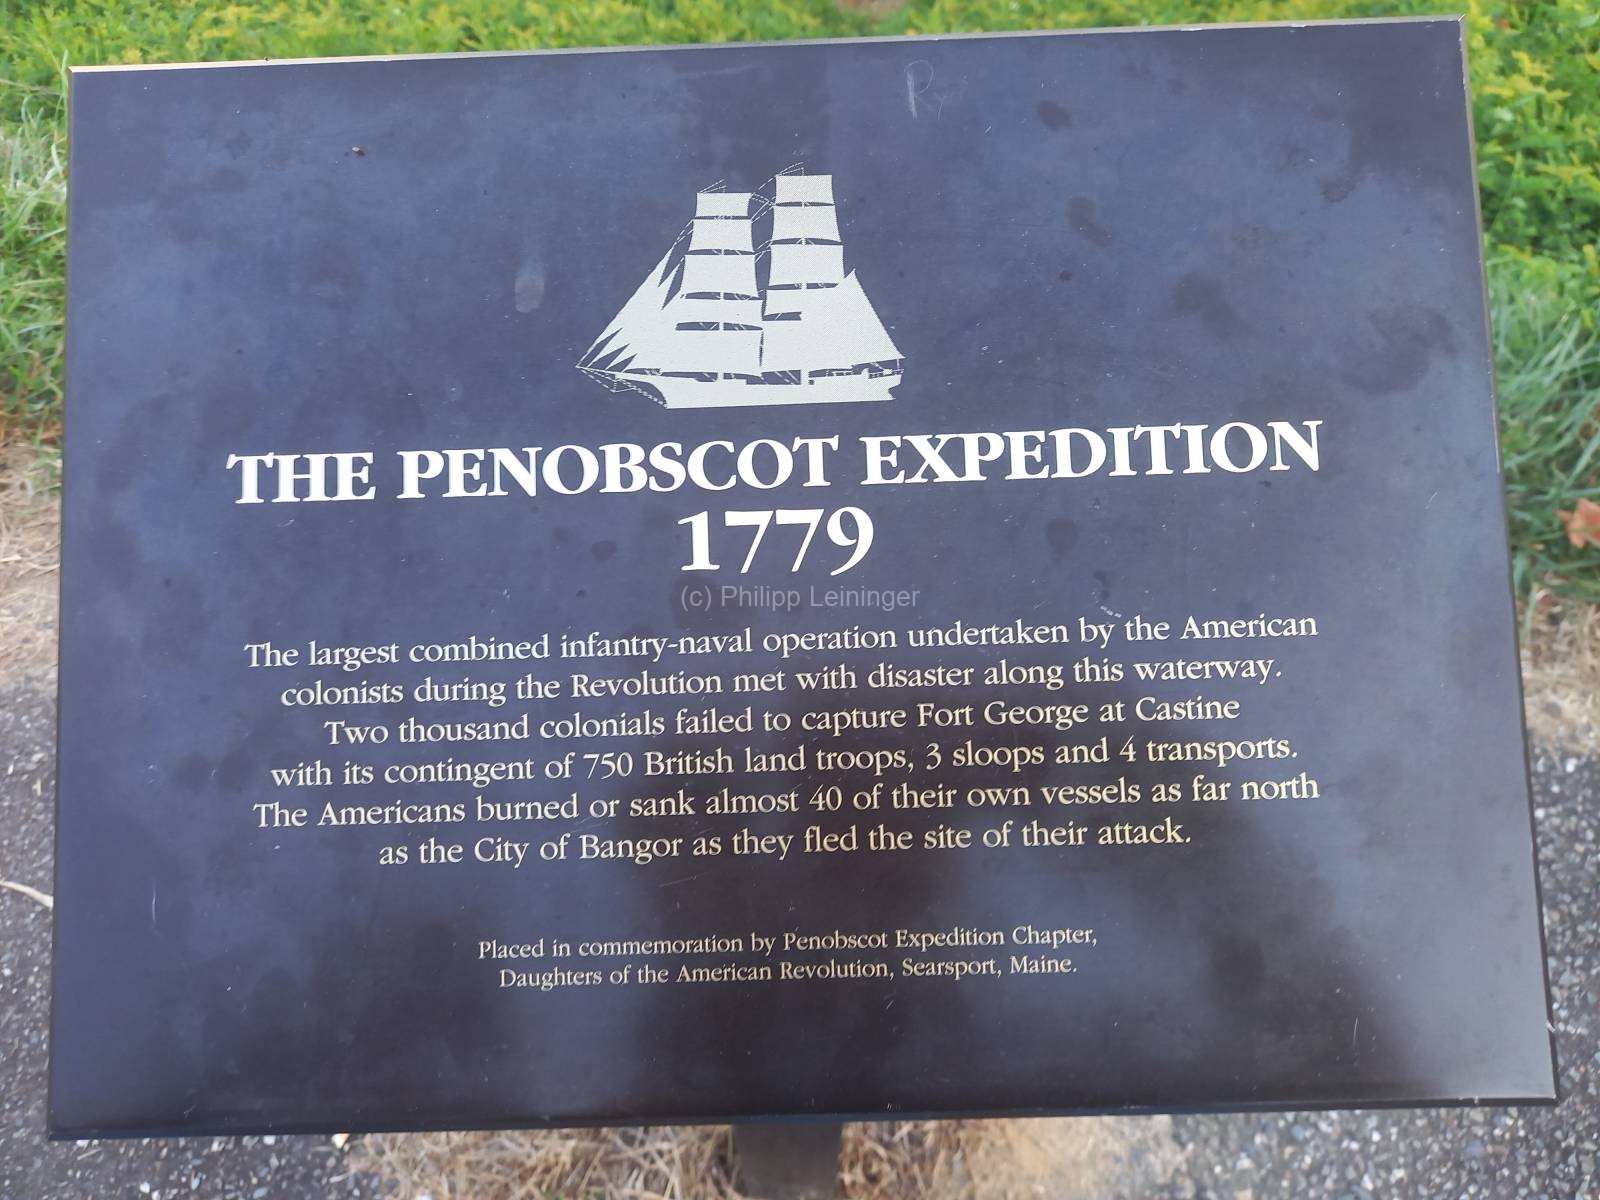 THE PENOBSCOT EXPEDITION
1779
(c) Philipp Leininger
The largest combined infantry-naval operation undertaken by the American
colonists during the Revolution met with disaster along this waterway.
Two thousand colonials failed to capture Fort George at Castine
with its contingent of 750 British land troops, 3 sloops and 4 transports.
The Americans burned or sank almost 40 of their own vessels as far north
as the City of Bangor as they fled the site of their attack.
Placed in commemoration by Penobscot Expedition Chapter,
Daughters of the American Revolution, Searsport, Maine.